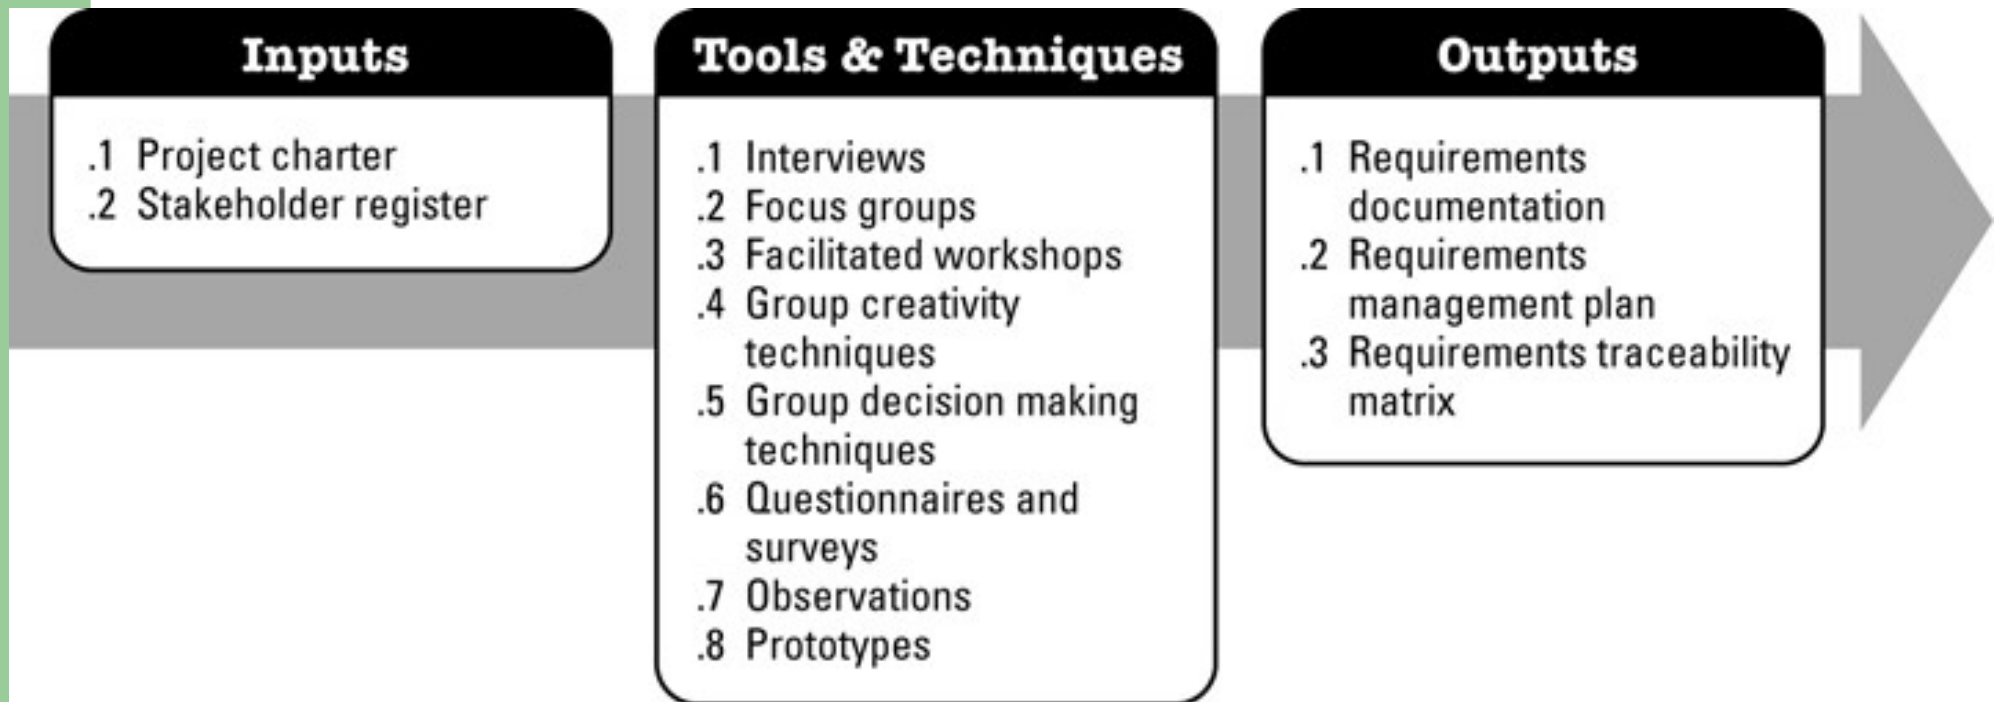 Inputs
.1 Project charter
.2 Stakeholder register
Tools & Techniques
.1 Interviews
.2 Focus groups
.3 Facilitated workshops
.4 Group creativity
techniques
.5 Group decision making
techniques
.6 Questionnaires and
surveys
.7 Observations
.8 Prototypes
Outputs
.1 Requirements
documentation
.2 Requirements
management plan
.3 Requirements traceability
matrix